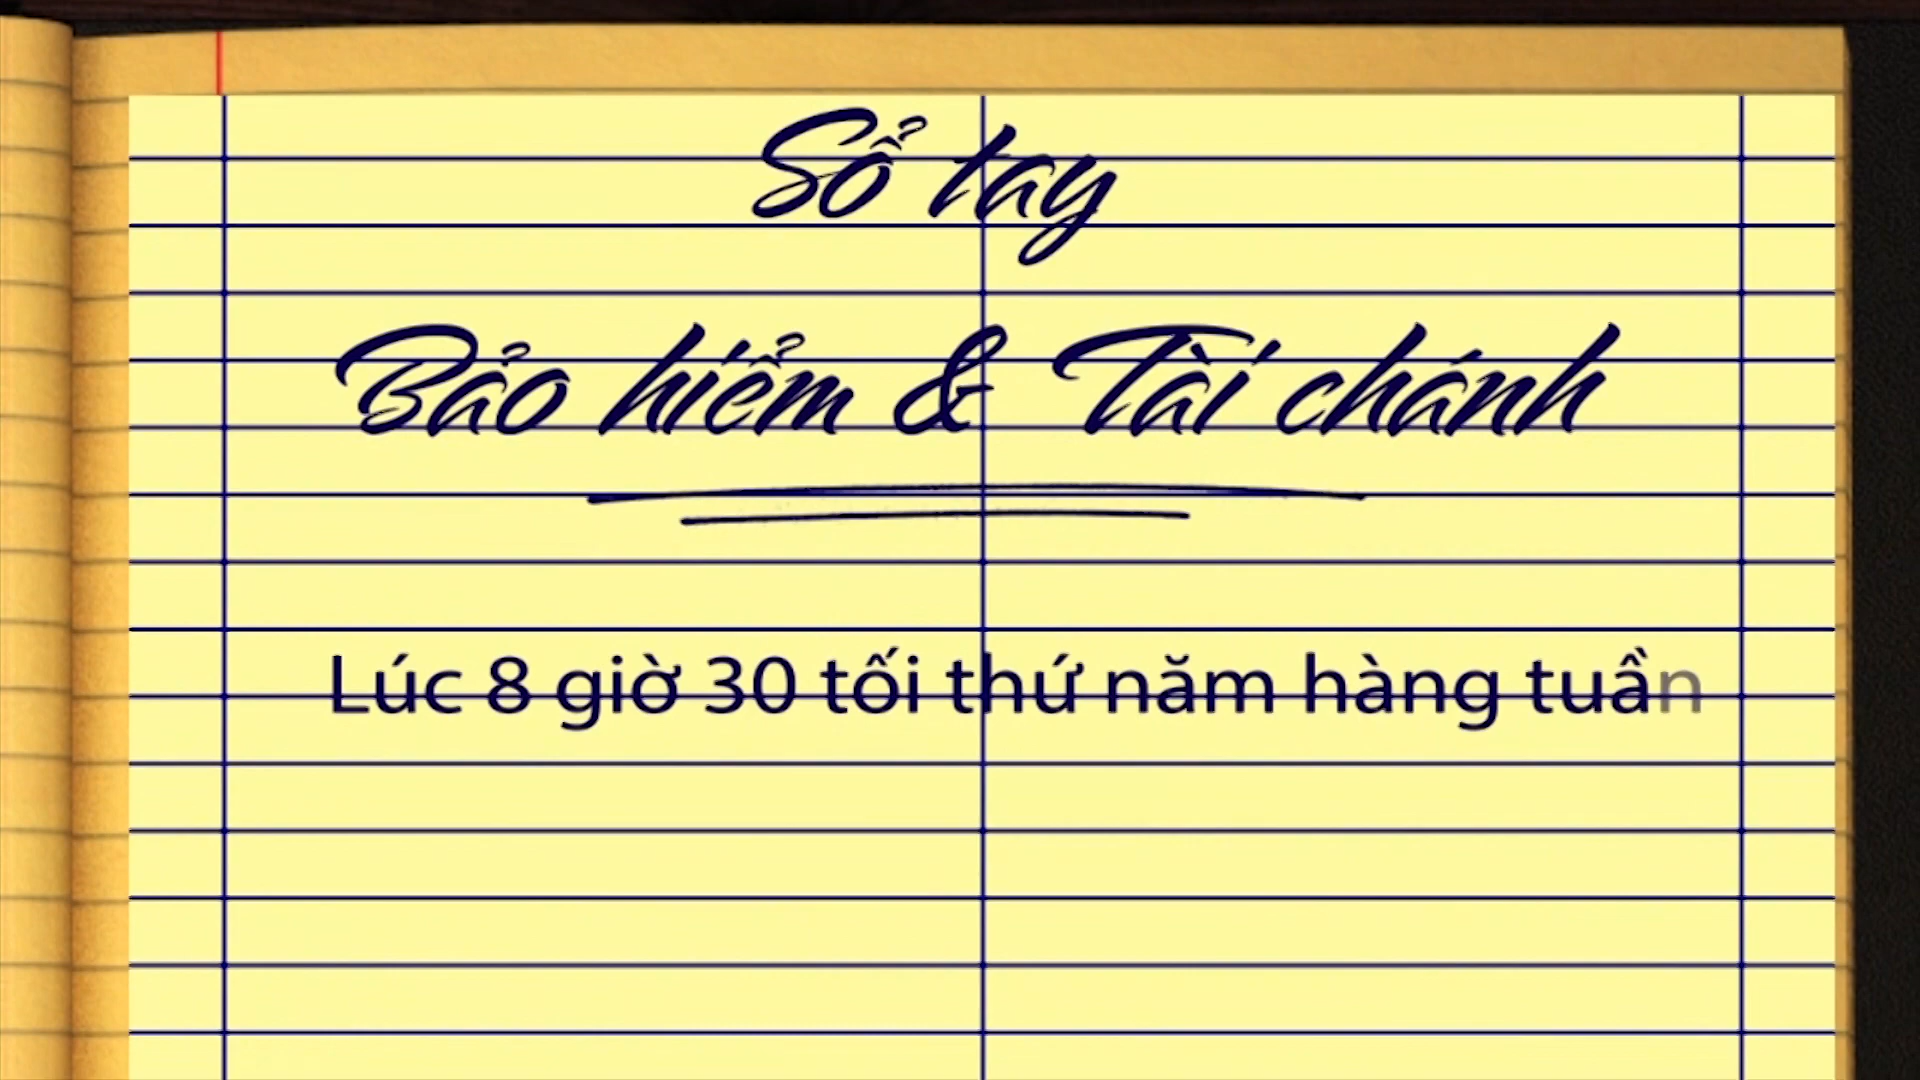 Sổ tay
Bảo hiểm & Tài chánh
Lúc 8 giờ 30 tối thứ năm hàng tuần